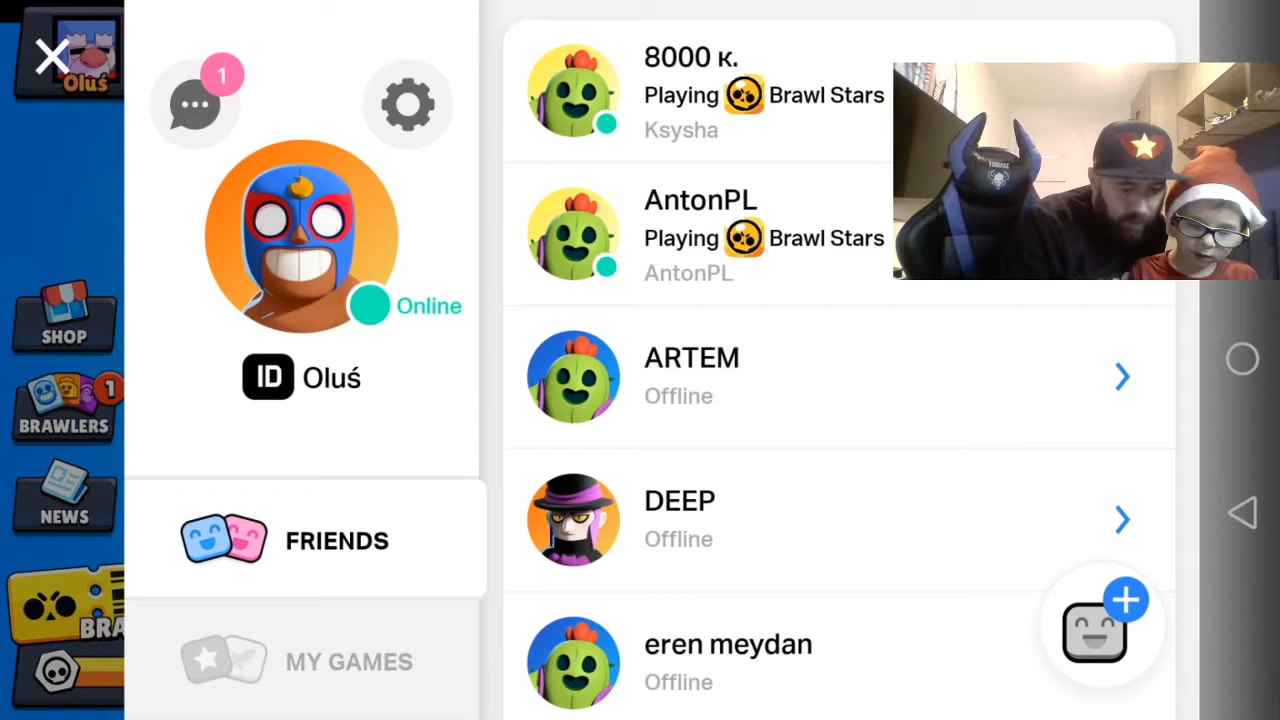 Oluś
SHOP
1
BRAWLERS
NEWS
BRA
1
Online
ID Oluś
FRIENDS
MY GAMES
8000 к.
Playing Brawl Stars
Ksysha
AntonPL
Playing Brawl Stars
AntonPL
ARTEM
Offline
DEEP
Offline
eren meydan
Offline